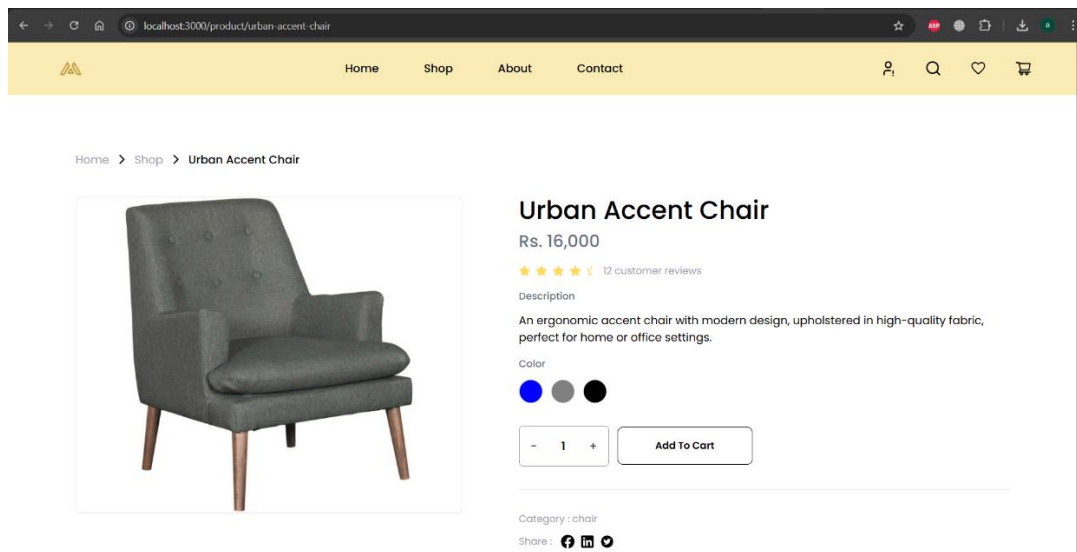 localhost:3000/product/urban-accent-chair
ABP
a
Home Shop About Contact
Home > Shop > Urban Accent Chair
Urban Accent Chair
Rs. 16,000
12 customer reviews
Description
An ergonomic accent chair with modern design, upholstered in high-quality fabric,
perfect for home or office settings.
Color
- 1 +
Add To Cart
Category : chair
Share :